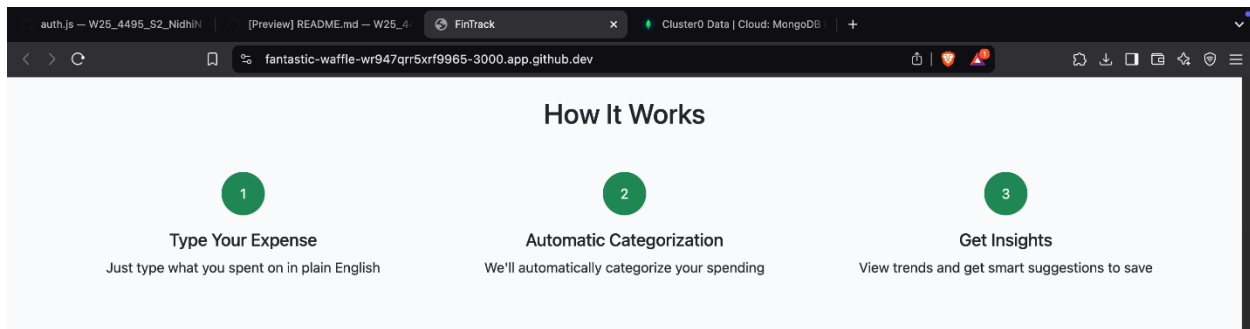 auth.js — W25_4495_S2_NidhiN
[Preview] README.md — W25_4
FinTrack
Cluster0 Data | Cloud: MongoDB
fantastic-waffle-wr947qrr5xrf9965-3000.app.github.dev
1
How It Works
1
2
3
Type Your Expense
Automatic Categorization
Get Insights
Just type what you spent on in plain English
We'll automatically categorize your spending
View trends and get smart suggestions to save